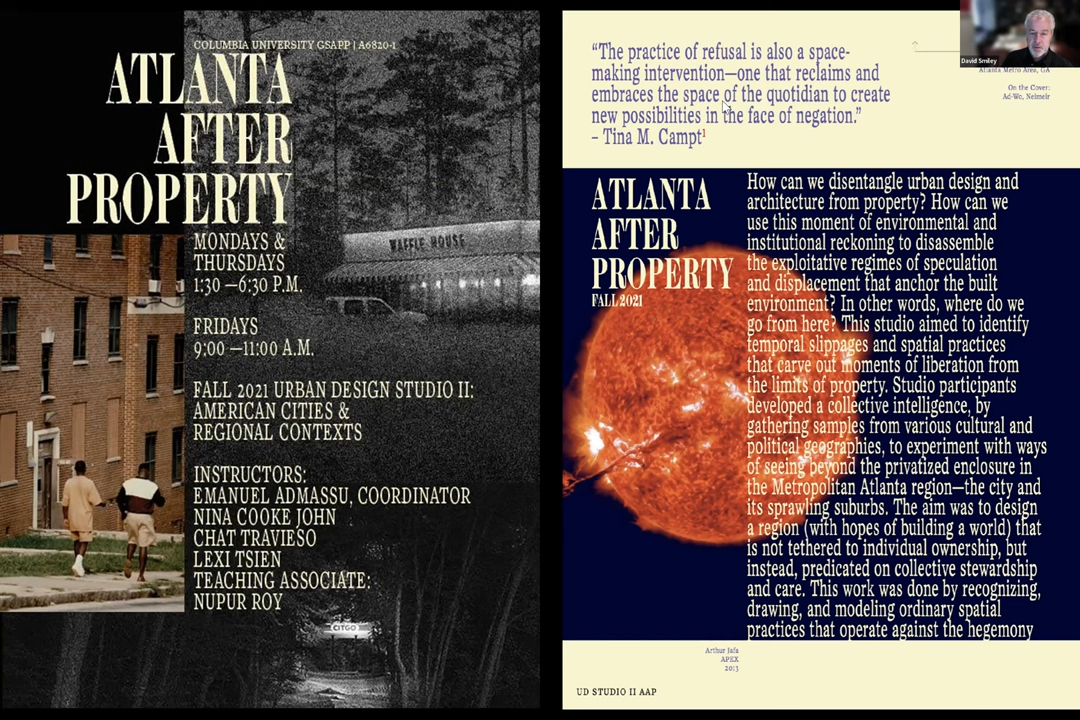 COLUMBIA UNIVERSITY GSAPP | A6820-1
ATLANTA
AFTER
PROPERTY
WAFFLE HOUSE
MONDAYS &
THURSDAYS
1:30 —6:30 P.M.
FRIDAYS
9:00 —11:00 A.M.
FALL 2021 URBAN DESIGN STUDIO II:
AMERICAN CITIES &
REGIONAL CONTEXTS
INSTRUCTORS:
EMANUEL ADMASSU, COORDINATOR
NINA COOKE JOHN
CHAT TRAVIESO
LEXI TSIEN
TEACHING ASSOCIATE:
NUPUR ROY
CITGO
“The practice of refusal is also a space-
making intervention—one that reclaims and
embraces the space of the quotidian to create
new possibilities in the face of negation.”
– Tina M. Campt1
David Smiley
Atlanta Metro Area, GA
On the Cover:
Ad-Wo, Neimeir
ATLANTA
AFTER
PROPERTY
FALL 2021
How can we disentangle urban design and
architecture from property? How can we
use this moment of environmental and
institutional reckoning to disassemble
the exploitative regimes of speculation
and displacement that anchor the built
environment? In other words, where do we
go from here? This studio aimed to identify
temporal slippages and spatial practices
that carve out moments of liberation from
the limits of property. Studio participants
developed a collective intelligence, by
gathering samples from various cultural and
political geographies, to experiment with ways
of seeing beyond the privatized enclosure in
the Metropolitan Atlanta region—the city and
its sprawling suburbs. The aim was to design
a region (with hopes of building a world) that
is not tethered to individual ownership, but
instead, predicated on collective stewardship
and care. This work was done by recognizing,
drawing, and modeling ordinary spatial
practices that operate against the hegemony
Arthur Jafa
APEX
2013
UD STUDIO II AAP